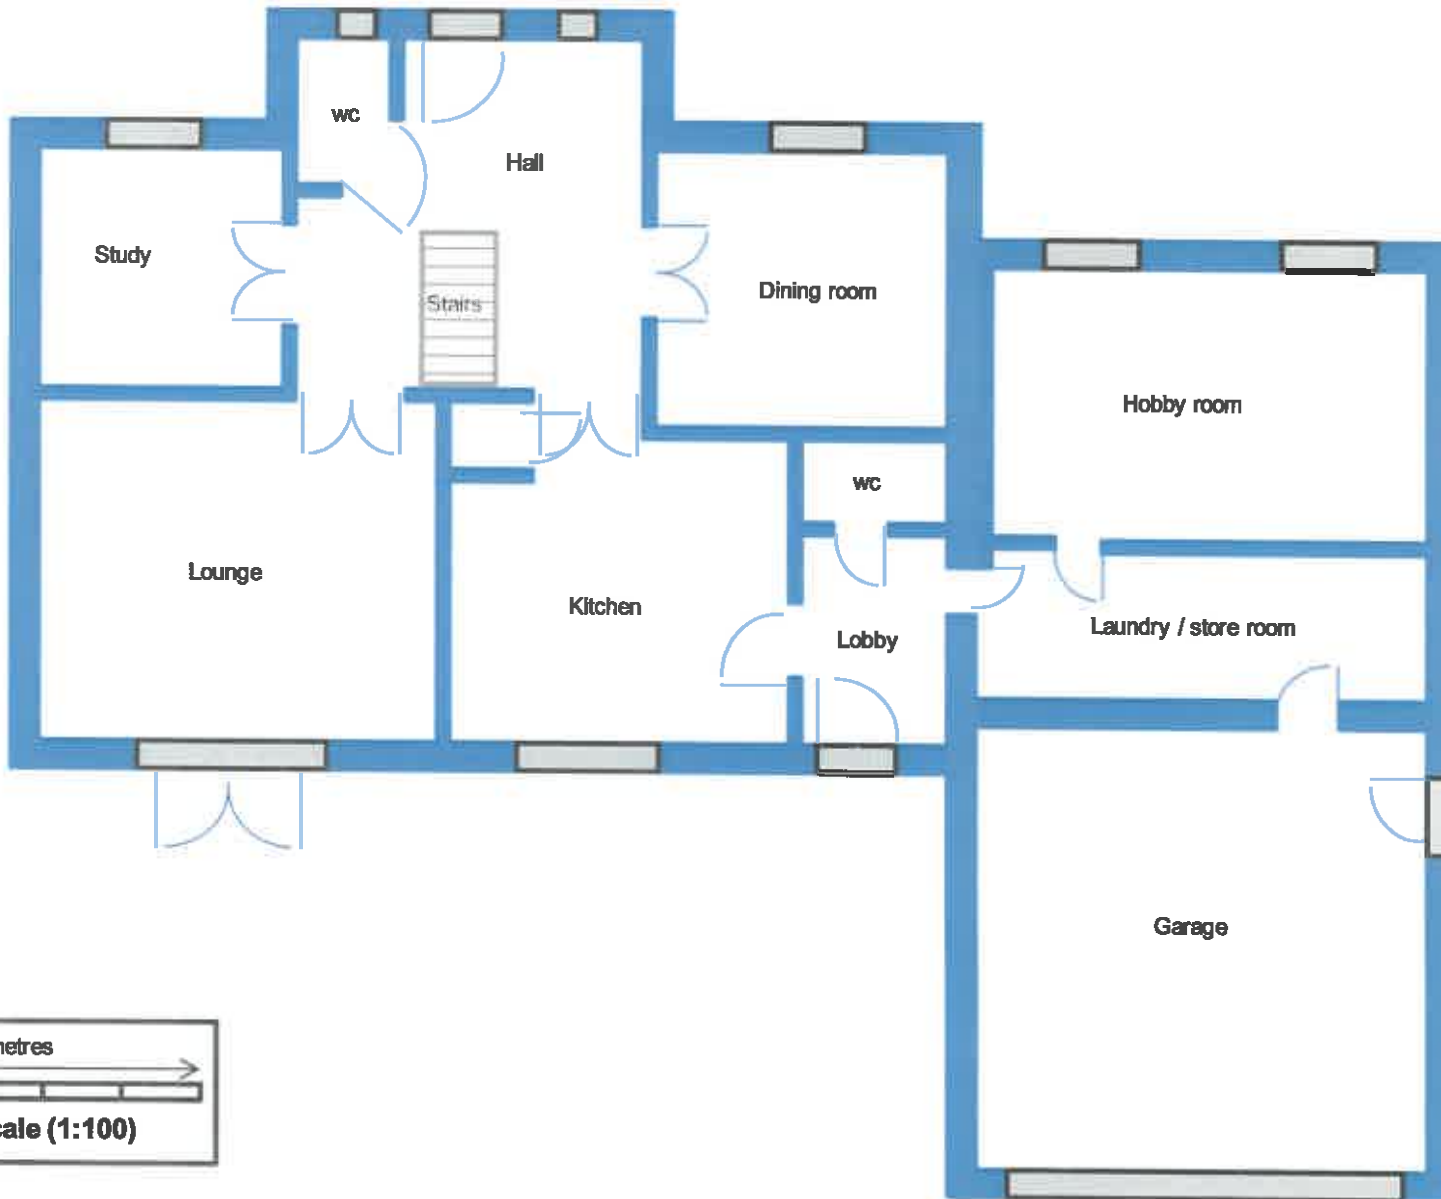 wc
Hall
Study
Stairs
Dining room
Hobby room
wc
Lounge
Kitchen
Lobby
Laundry / store room
Garage
netres
cale (1:100)